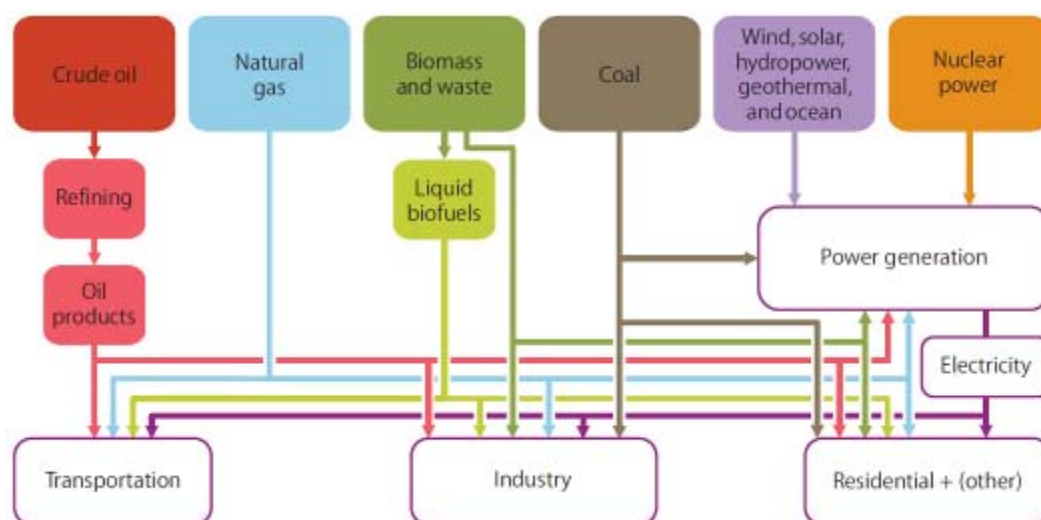 Crude oil
Natural
gas
Biomass
and waste
Coal
Wind, solar,
hydropower,
geothermal,
and ocean
Nuclear
power
Refining
Liquid
biofuels
Power generation
Oil
products
Electricity
Transportation
Industry
Residential + (other)